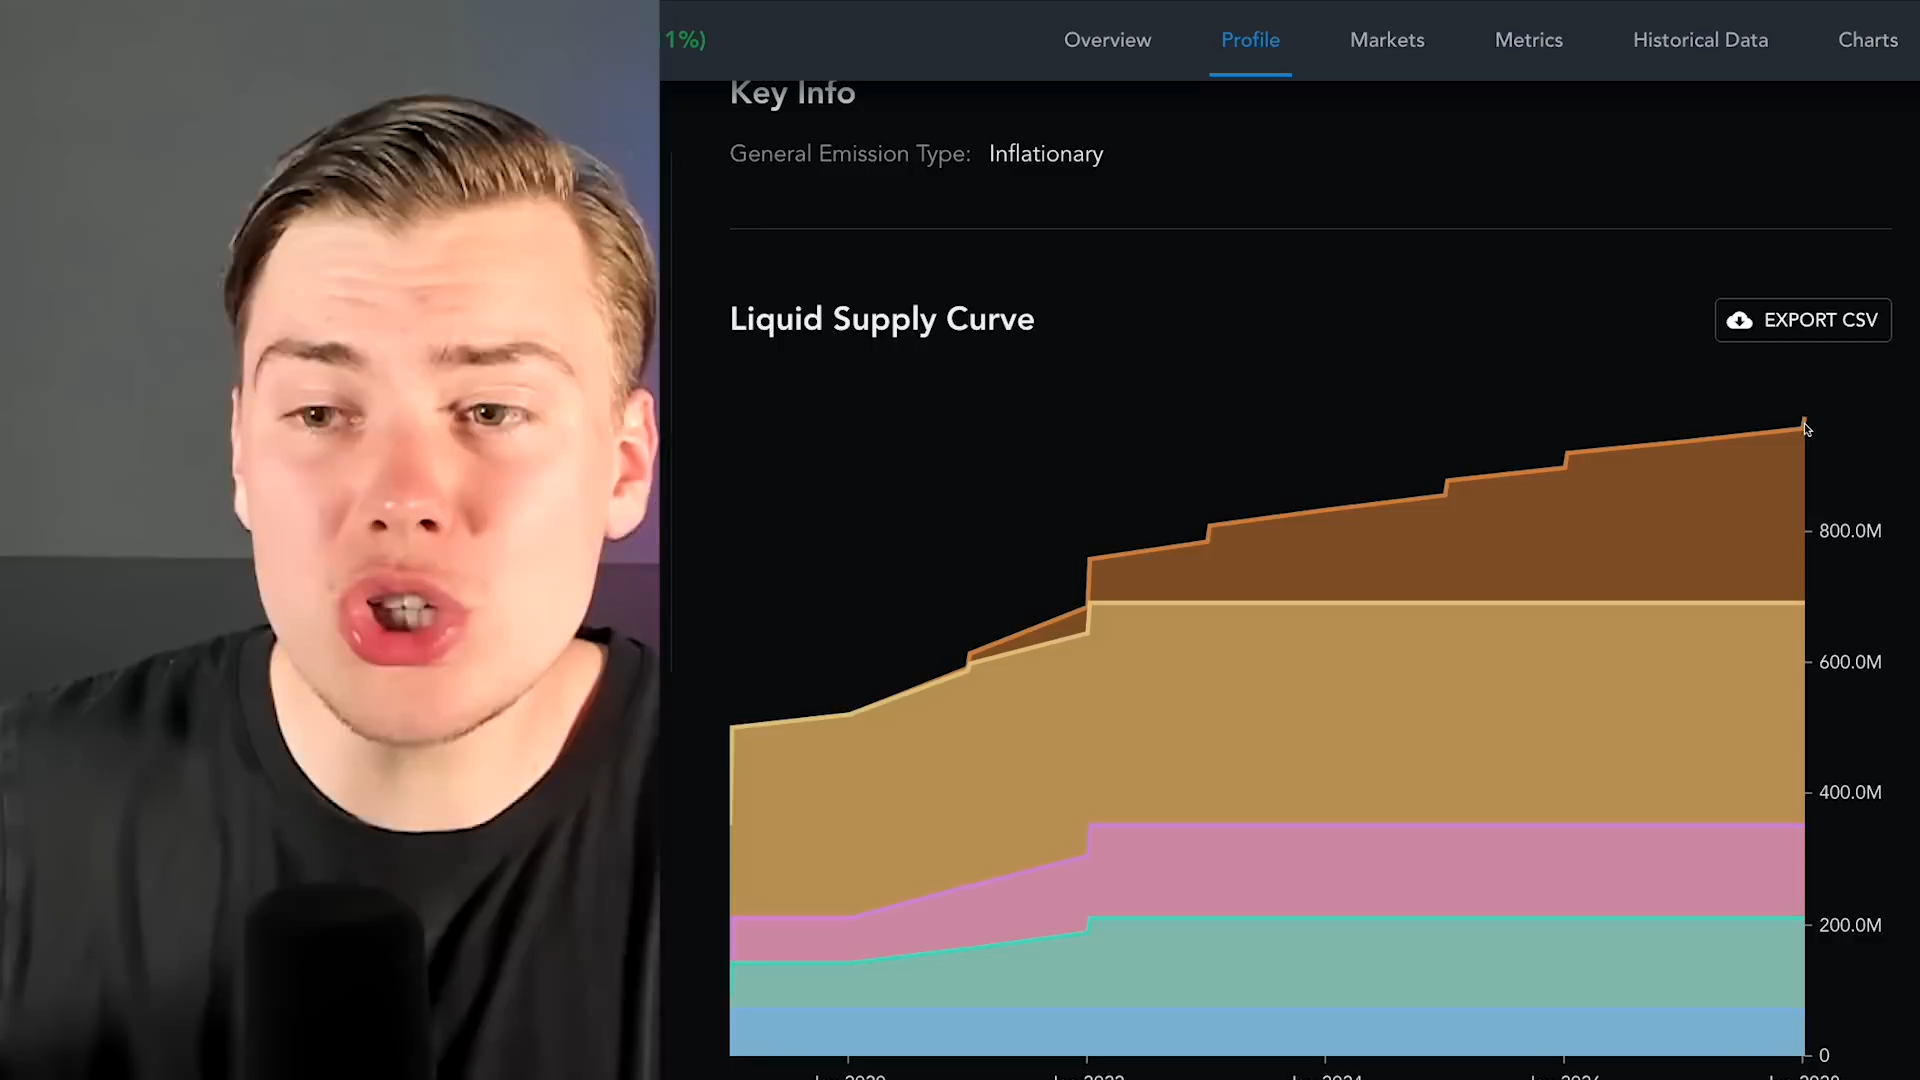 1%) Overview Profile Markets Metrics Historical Data Charts
Key Info
General Emission Type: Inflationary
Liquid Supply Curve
EXPORT CSV
800.0M
600.0M
400.0M
200.0M
0